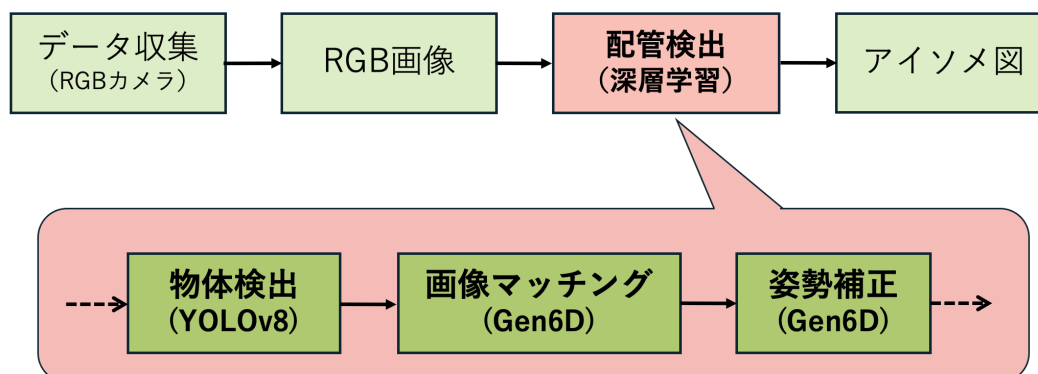 データ収集
(RGBカメラ)
RGB画像
配管検出
(深層学習)
アイソメ図
物体検出
(YOLOv8)
画像マッチング
(Gen6D)
姿勢補正
(Gen6D)